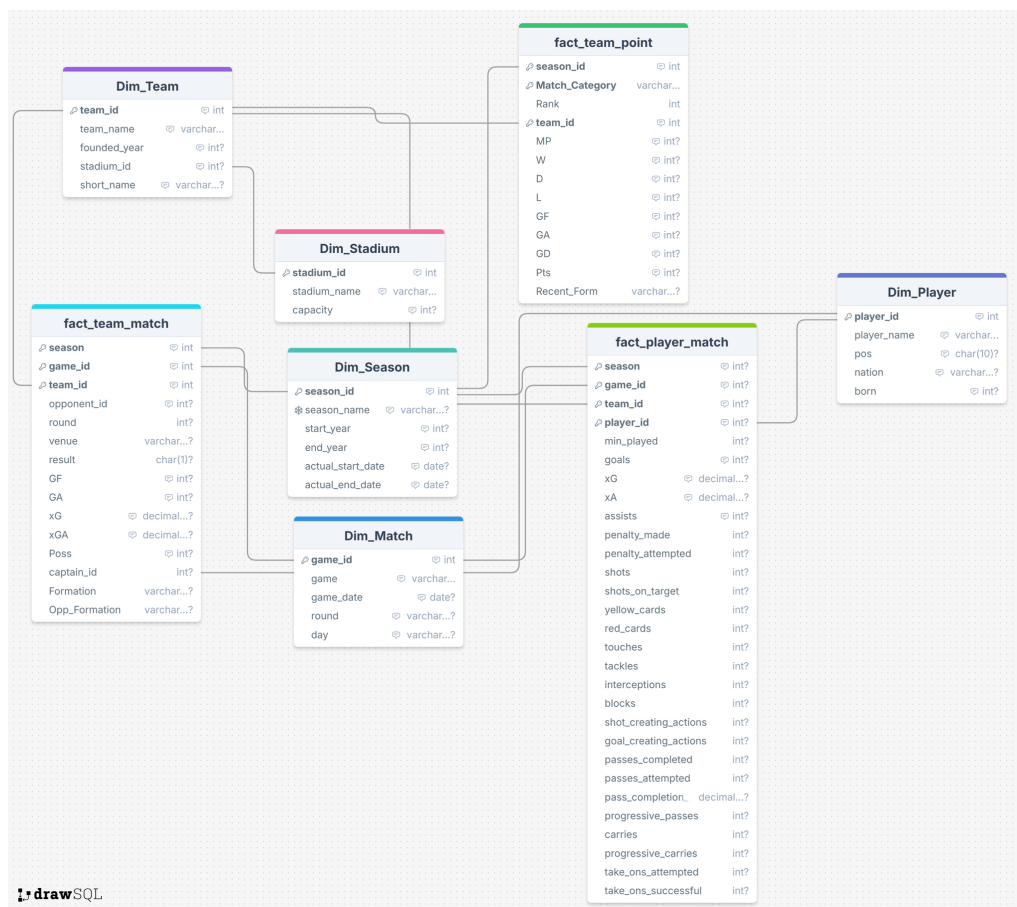 Dim_Team
team_id int
team_name varchar...
founded_year int?
stadium_id int?
short_name varchar...?
fact_team_point
season_id int
Match_Category varchar...
Rank int
team_id int
MP int?
W int?
D int?
L int?
GF int?
GA int?
GD int?
Pts int?
Recent_Form varchar...?
Dim_Stadium
stadium_id int
stadium_name varchar...
capacity int?
Dim_Player
player_id int
player_name varchar...
pos char(10)?
nation varchar...?
born int?
fact_team_match
season int
game_id int
team_id int
opponent_id int?
round int?
venue varchar...?
result char(1)?
GF int?
GA int?
xG decimal...?
xGA decimal...?
Poss int?
captain_id int?
Formation varchar...?
Opp_Formation varchar...?
Dim_Season
season_id int
season_name varchar...?
start_year int?
end_year int?
actual_start_date date?
actual_end_date date?
Dim_Match
game_id int
game varchar...
game_date date?
round varchar...?
day varchar...?
fact_player_match
season int?
game_id int?
team_id int?
player_id int?
min_played int?
goals int?
xG decimal...?
xA decimal...?
assists int?
penalty_made int?
penalty_attempted int?
shots int?
shots_on_target int?
yellow_cards int?
red_cards int?
touches int?
tackles int?
interceptions int?
blocks int?
shot_creating_actions int?
goal_creating_actions int?
passes_completed int?
passes_attempted int?
pass_completion_ decimal...?
progressive_passes int?
carries int?
progressive_carries int?
take_ons_attempted int?
take_ons_successful int?
drawSQL